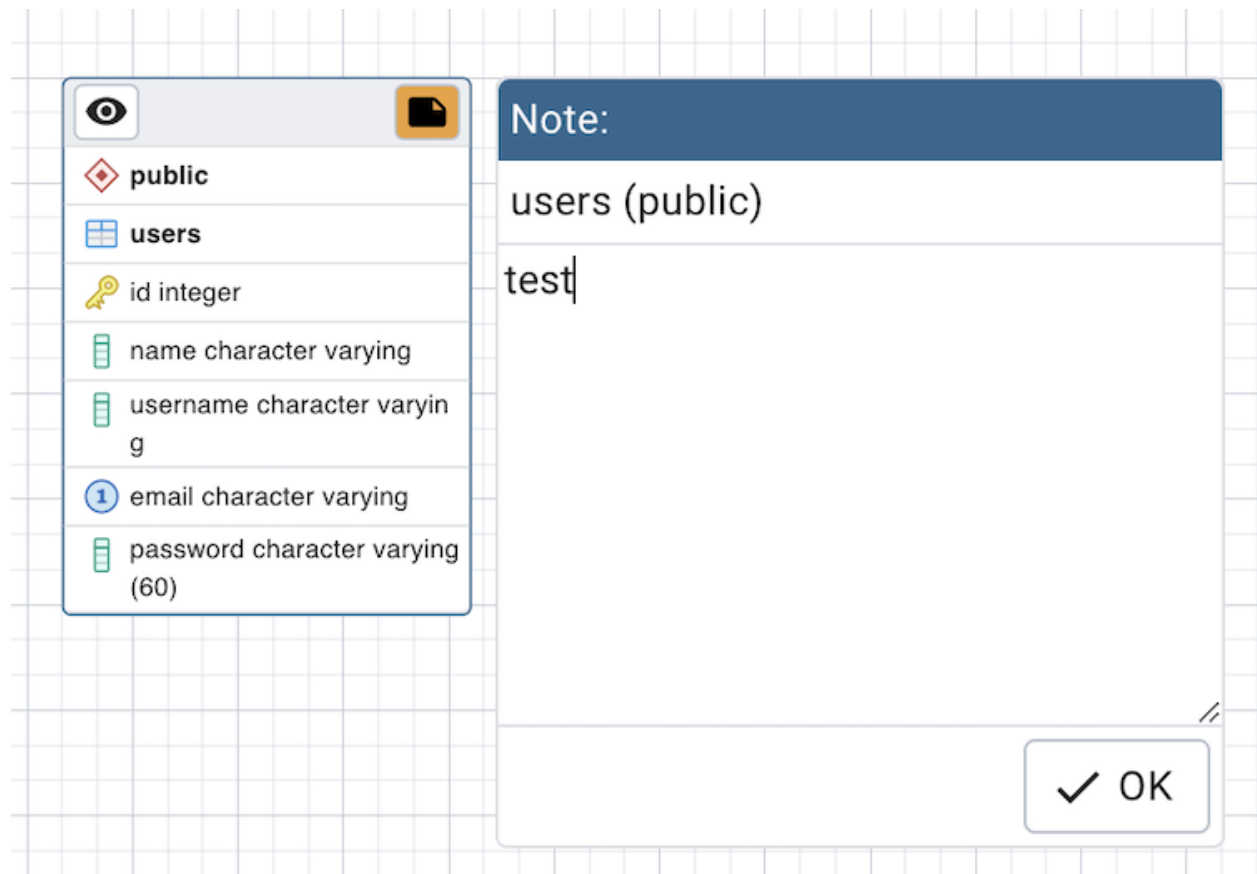 public
users
id integer
name character varying
username character varyin
g
1 email character varying
password character varying
(60)
Note:
users (public)
test
OK